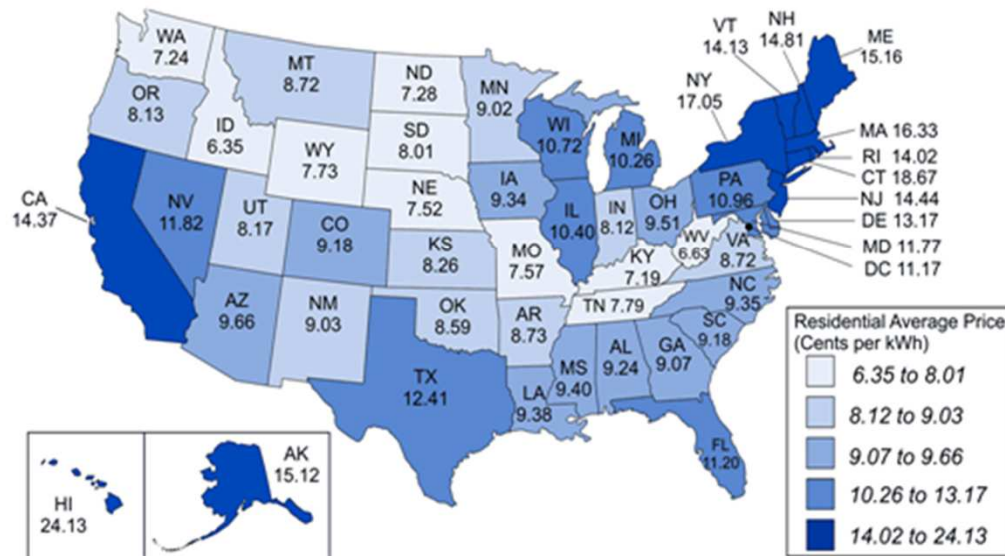 WA
7.24
MT
8.72
ND
7.28
MN
9.02
VT
14.13
NH
14.81
ME
15.16
NY
17.05
OR
8.13
ID
6.35
WY
7.73
SD
8.01
WI
10.72
MI
10.26
MA 16.33
RI 14.02
CT 18.67
NJ 14.44
DE 13.17
MD 11.77
DC 11.17
CA
14.37
NV
11.82
UT
8.17
CO
9.18
NE
7.52
KS
8.26
IA
9.34
MO
7.57
IL
10.40
IN
8.12
OH
9.51
PA
10.96
WV
6.63
VA
8.72
KY
7.19
TN 7.79
NC
9.35
SC
9.18
AZ
9.66
NM
9.03
OK
8.59
AR
8.73
TX
12.41
LA
9.38
MS
9.40
AL
9.24
GA
9.07
FL
11.20
HI
24.13
AK
15.12
Residential Average Price
(Cents per kWh)
6.35 to 8.01
8.12 to 9.03
9.07 to 9.66
10.26 to 13.17
14.02 to 24.13